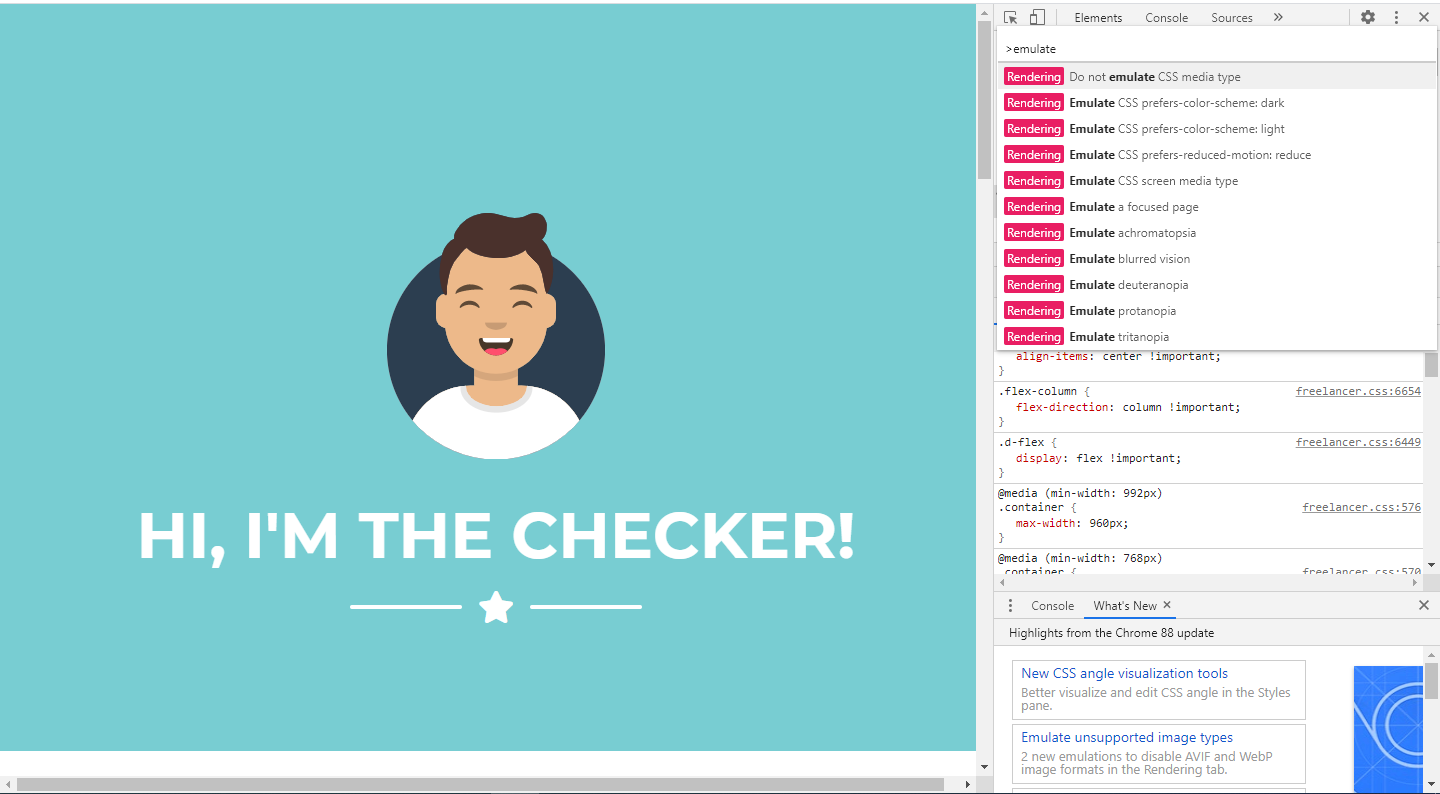 HI, I'M THE CHECKER!
Elements Console Sources »
>emulate
Rendering Do not emulate CSS media type
Rendering Emulate CSS prefers-color-scheme: dark
Rendering Emulate CSS prefers-color-scheme: light
Rendering Emulate CSS prefers-reduced-motion: reduce
Rendering Emulate CSS screen media type
Rendering Emulate a focused page
Rendering Emulate achromatopsia
Rendering Emulate blurred vision
Rendering Emulate deuteranopia
Rendering Emulate protanopia
Rendering Emulate tritanopia
align-items: center !important;
}
.flex-column { freelancer.css:6654
flex-direction: column !important;
}
.d-flex { freelancer.css:6449
display: flex !important;
}
@media (min-width: 992px)
.container { freelancer.css:576
max-width: 960px;
}
@media (min-width: 768px)
.container { freelancer.css:570
Console What's New ×
Highlights from the Chrome 88 update
New CSS angle visualization tools
Better visualize and edit CSS angle in the Styles
pane.
Emulate unsupported image types
2 new emulations to disable AVIF and WebP
image formats in the Rendering tab.